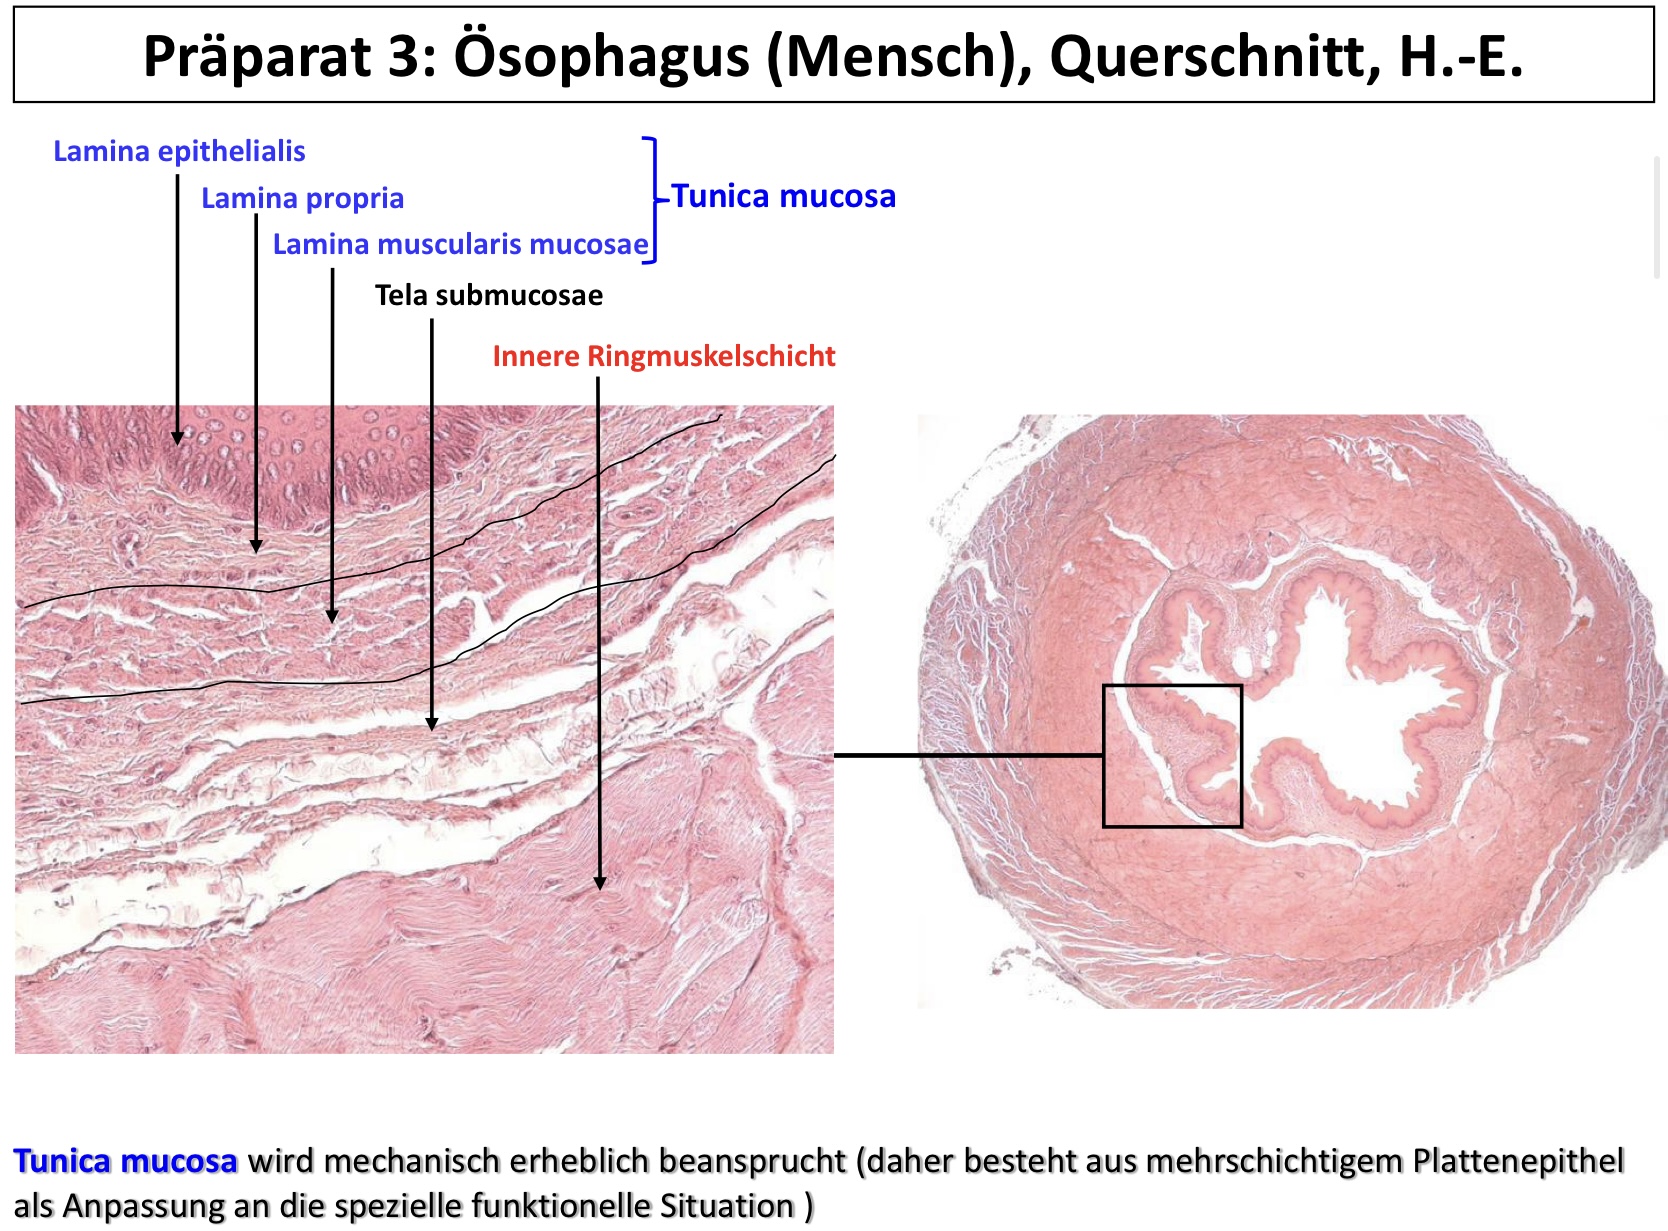 Präparat 3: Ösophagus (Mensch), Querschnitt, H.-E.
Lamina epithelialis
Lamina propria
Tunica mucosa
Lamina muscularis mucosae
Tela submucosae
Innere Ringmuskelschicht
Tunica mucosa wird mechanisch erheblich beansprucht (daher besteht aus mehrschichtigem Plattenepithel
als Anpassung an die spezielle funktionelle Situation )